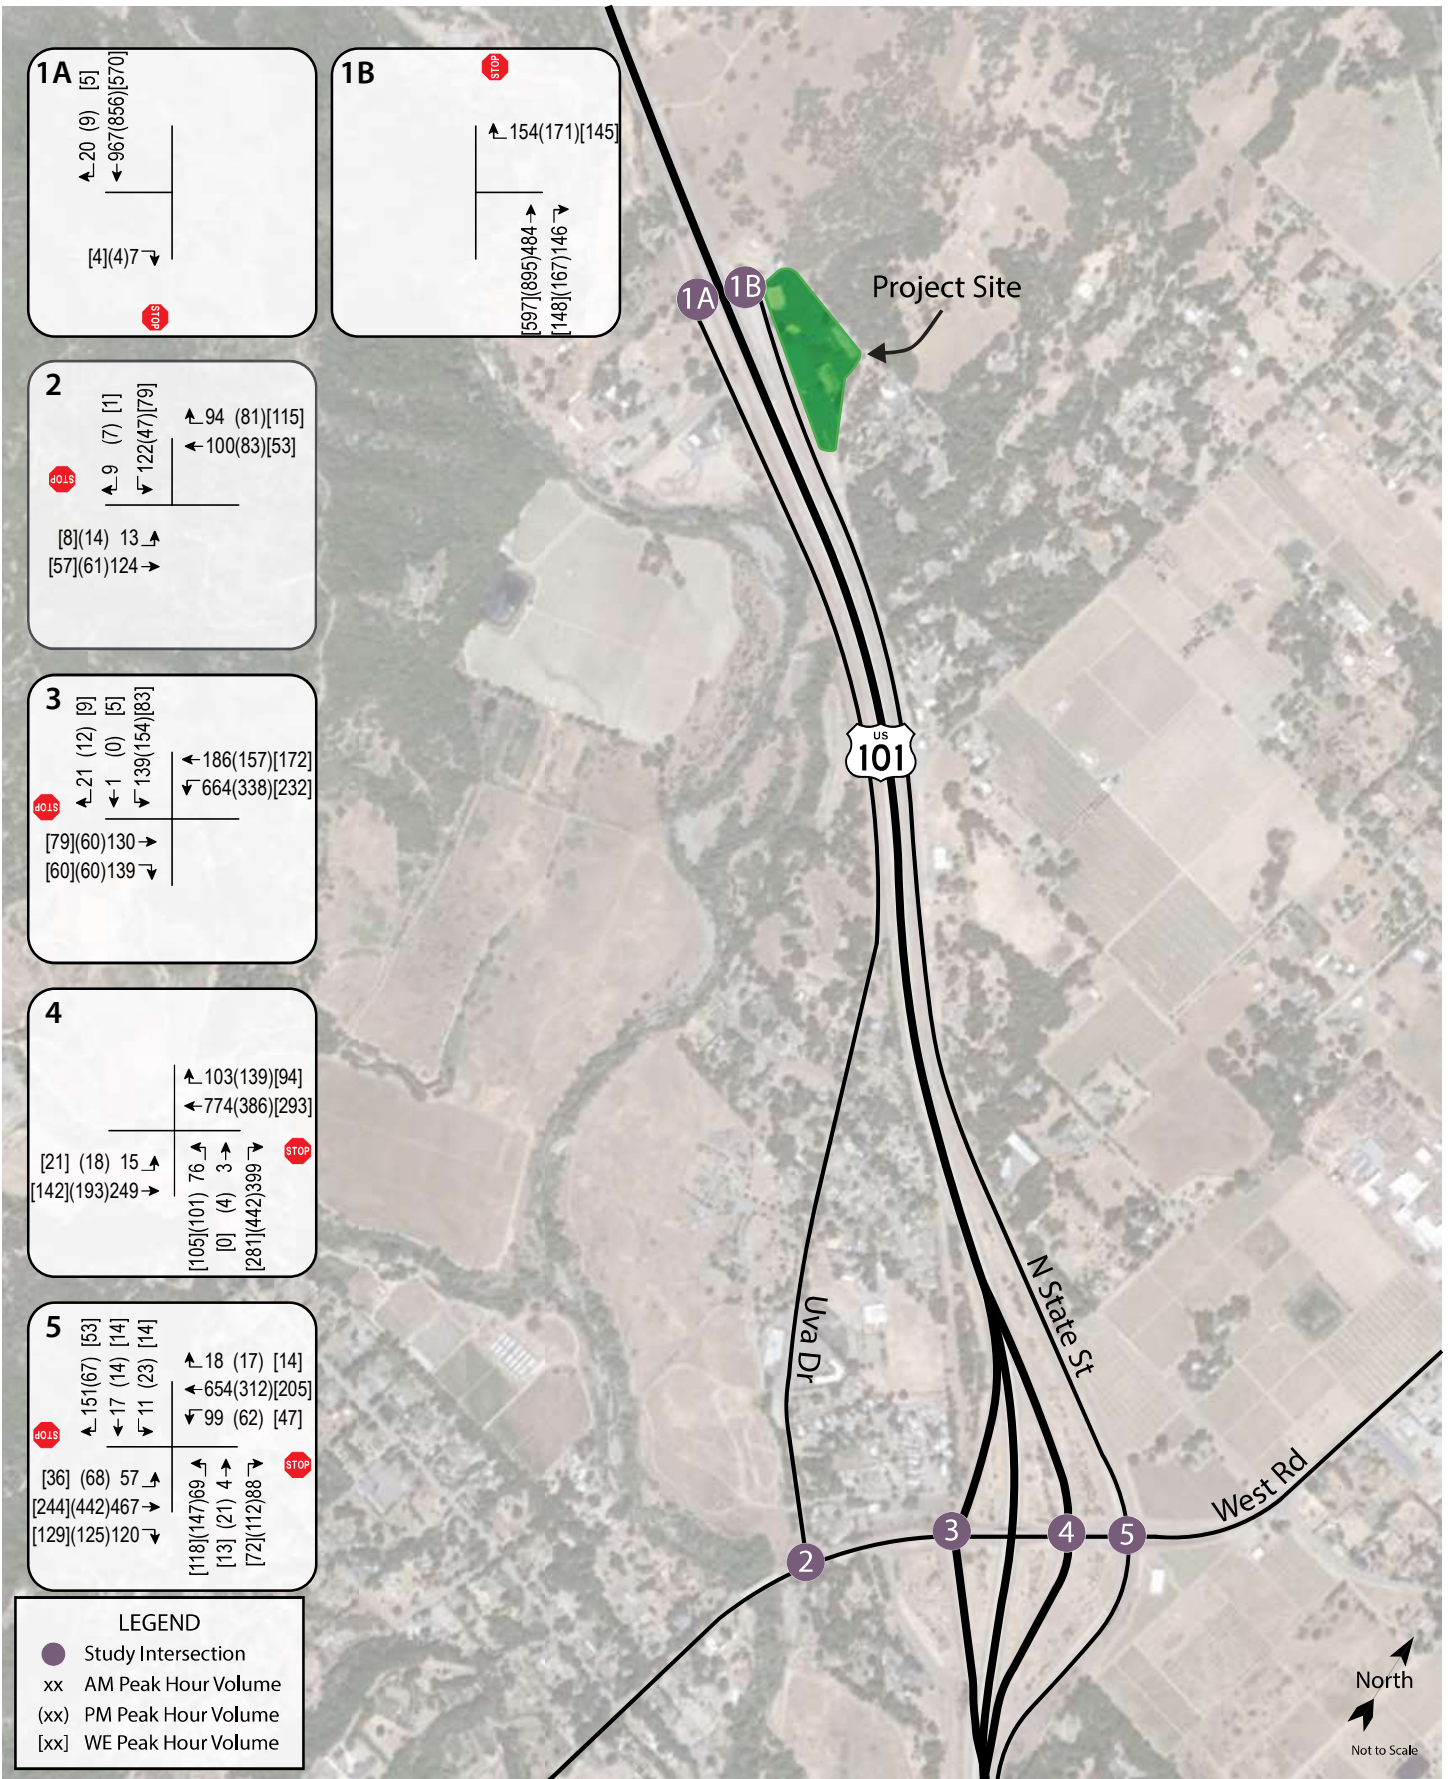 1A
20 (9) [5]
967(856)[570]
[4](4)7
STOP
1B
STOP
154(171)[145]
[597](895)484
[148](167)146
2
9 (7) [1]
122(47)[79]
94 (81)[115]
100(83)[53]
STOP
[8](14) 13
[57](61)124
3
21 (12) [9]
1 (0) [5]
139(154)[83]
186(157)[172]
664(338)[232]
STOP
[79](60)130
[60](60)139
4
103(139)[94]
774(386)[293]
STOP
[21] (18) 15
[142](193)249
[105](101) 76
[0] (4) 3
[281](442)399
5
151(67) [53]
17 (14) [14]
11 (23) [14]
18 (17) [14]
654(312)[205]
99 (62) [47]
STOP
STOP
[36] (68) 57
[244](442)467
[129](125)120
[118](147)69
[13] (21) 4
[72](112)88
1A
1B
Project Site
US
101
N State St
Uva Dr
West Rd
2
3
4
5
LEGEND
Study Intersection
xx AM Peak Hour Volume
(xx) PM Peak Hour Volume
[xx] WE Peak Hour Volume
North
Not to Scale